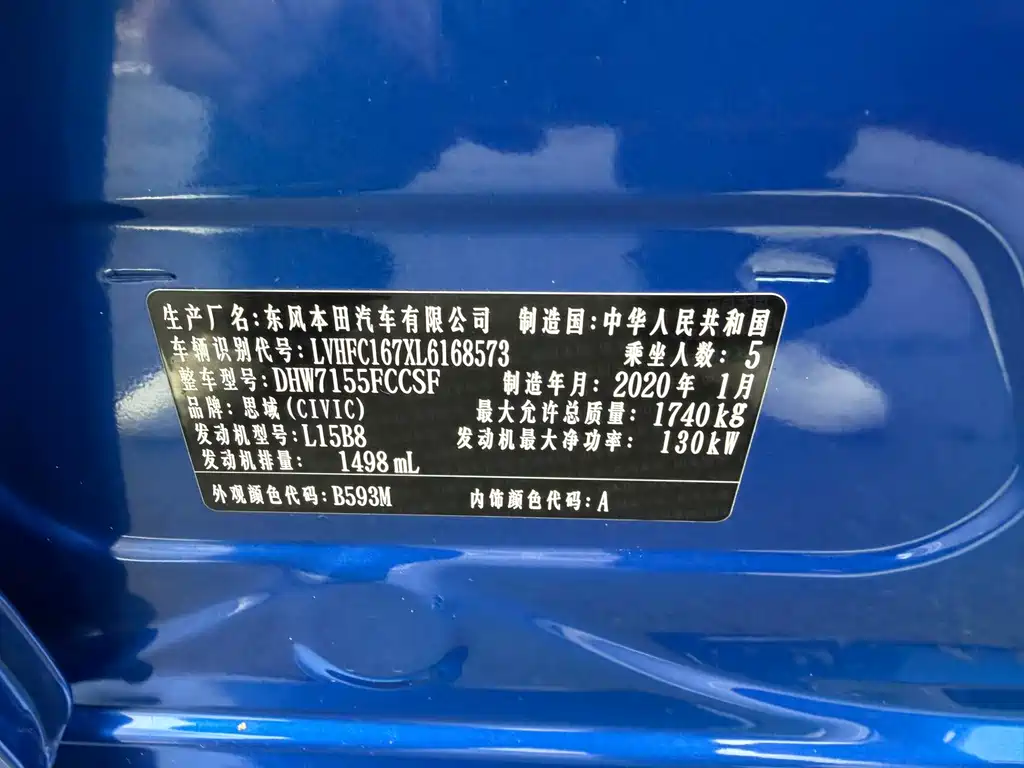 生产厂名:东风本田汽车有限公司 制造国:中华人民共和国
车辆识别代号:LVHFC167XL6168573 乘坐人数:5
整车型号:DHW7155FCCSF 制造年月:2020年 1月
品牌:思域(CIVIC) 最大允许总质量:1740kg
发动机型号:L15B8 发动机最大净功率:130kW
发动机排量: 1498mL
外观颜色代码:B593M 内饰颜色代码:A